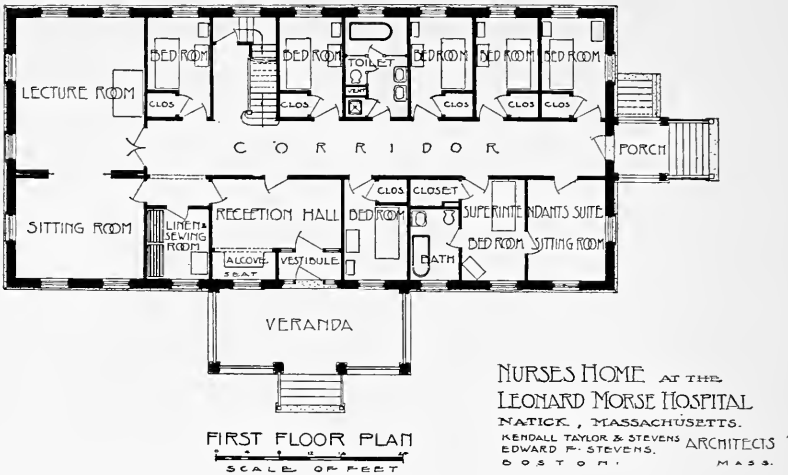 BED ROOM
BED ROOM
TOILET
BED ROOM
BED ROOM
BED ROOM
LECTURE ROOM
CLOS
CLOS
VENT
CLOS
CLOS
CLOS
CORRIDOR
PORCH
SITTING ROOM
LINEN &
SEWING
ROOM
RECEPTION HALL
ALCOVE
SEAT
VESTIBULE
CLOS
BED ROOM
CLOSET
BATH
SUPERINTENDANTS SUITE
BED ROOM
SITTING ROOM
VERANDA
NURSES HOME AT THE
LEONARD MORSE HOSPITAL
NATICK, MASSACHUSETTS.
KENDALL TAYLOR & STEVENS
EDWARD F. STEVENS.
ARCHITECTS
BOSTON. MASS.
FIRST FLOOR PLAN
SCALE OF FEET